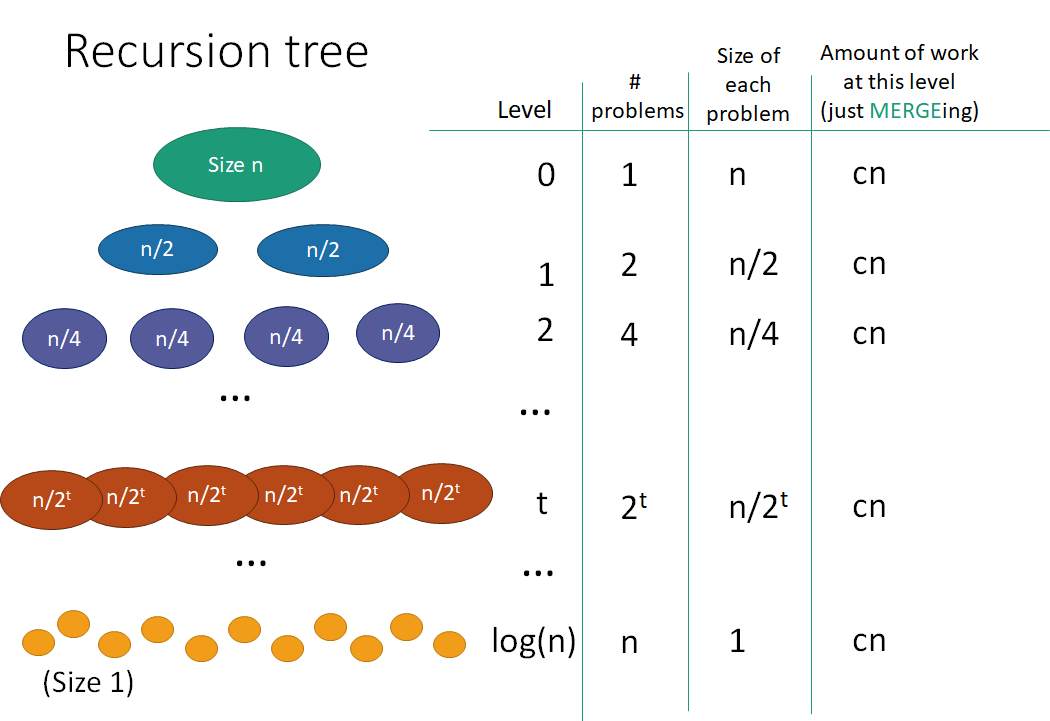 Recursion tree
Size n
n/2 n/2
n/4 n/4 n/4 n/4
...
n/2ᵗ n/2ᵗ n/2ᵗ n/2ᵗ n/2ᵗ n/2ᵗ
...
(Size 1)
Level
#
problems
Size of
each
problem
Amount of work
at this level
(just MERGEing)
0 1 n cn
1 2 n/2 cn
2 4 n/4 cn
...
t 2ᵗ n/2ᵗ cn
...
log(n) n 1 cn